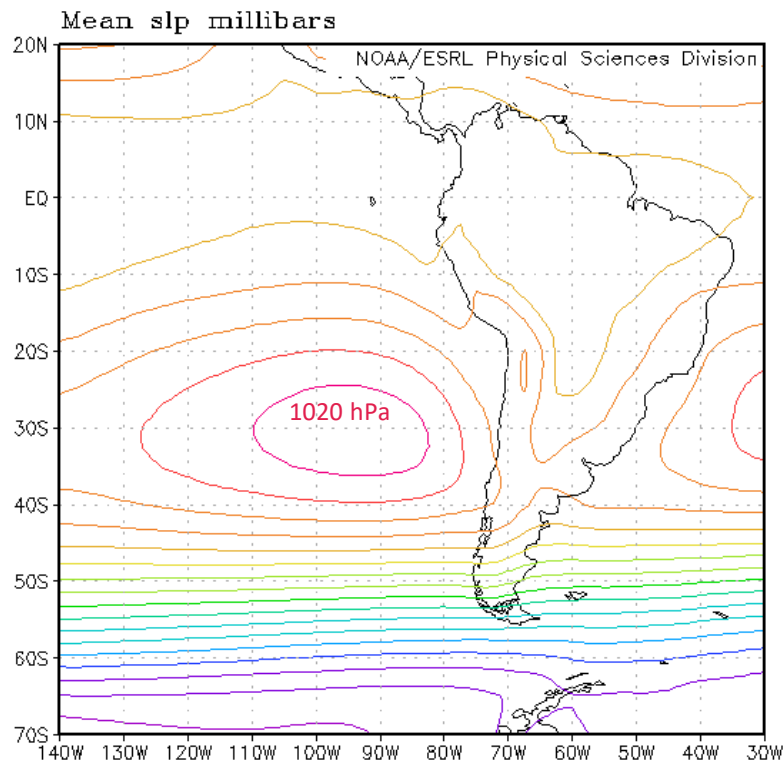 Mean slp millibars
NOAA/ESRL Physical Sciences Division
20N
10N
EQ
10S
20S
1020 hPa
30S
40S
50S
60S
70S
140W 130W 120W 110W 100W 90W 80W 70W 60W 50W 40W 30W